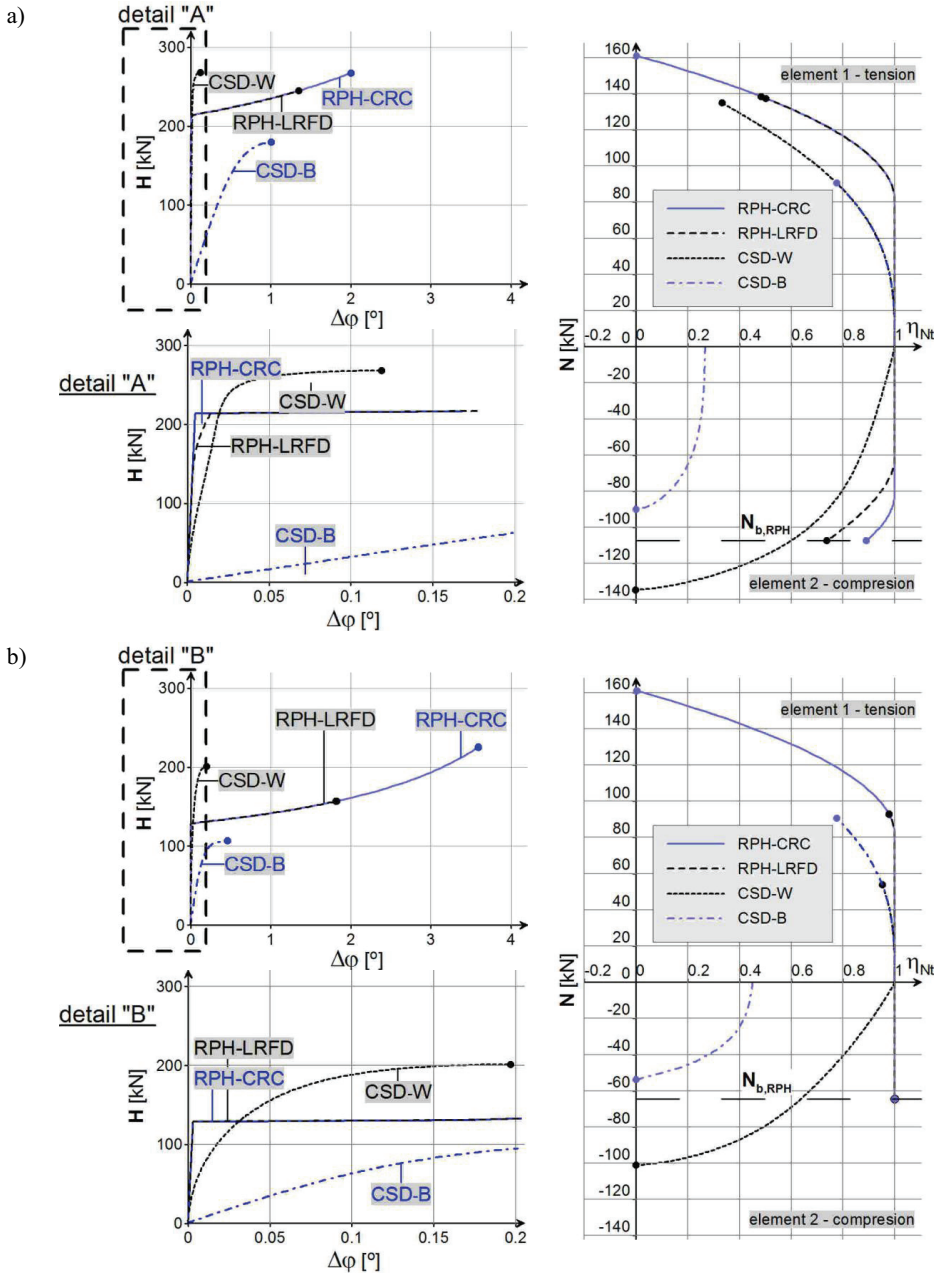 a)
detail "A"
300
200
100
0
H [kN]
CSD-W
RPH-CRC
RPH-LRFD
CSD-B
0 1 2 3 4
Δφ [º]
detail "A"
300
200
100
0
H [kN]
RPH-CRC
CSD-W
RPH-LRFD
CSD-B
0 0.05 0.1 0.15 0.2
Δφ [º]
160
140
120
100
80
60
40
20
-0.2 0 0.2 0.4 0.6 0.8 1 ηNt
N [kN]
-20
-40
-60
-80
-100
-120
-140
element 1 - tension
RPH-CRC
RPH-LRFD
CSD-W
CSD-B
Nb,RPH
element 2 - compresion
b)
detail "B"
300
200
100
0
H [kN]
RPH-LRFD
RPH-CRC
CSD-W
CSD-B
0 1 2 3 4
Δφ [º]
detail "B"
300
200
100
0
H [kN]
RPH-LRFD
RPH-CRC
CSD-W
CSD-B
0 0.05 0.1 0.15 0.2
Δφ [º]
160
140
120
100
80
60
40
20
-0.2 0 0.2 0.4 0.6 0.8 1 ηNt
N [kN]
-20
-40
-60
-80
-100
-120
-140
element 1 - tension
RPH-CRC
RPH-LRFD
CSD-W
CSD-B
Nb,RPH
element 2 - compresion